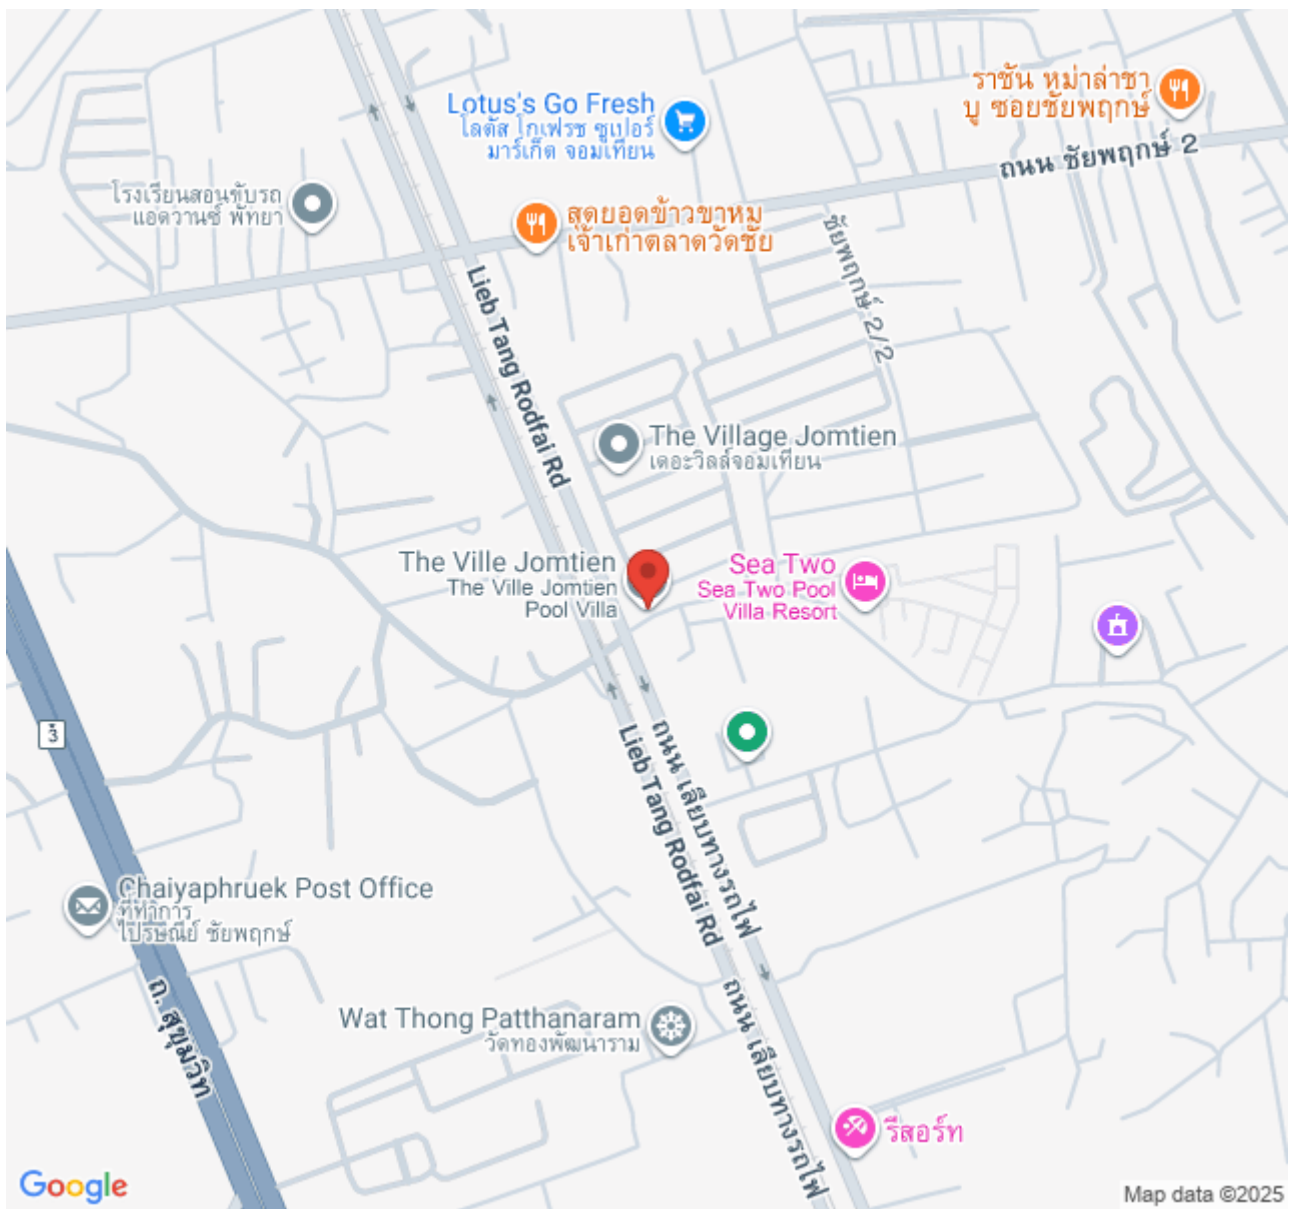 ราชัน หม่าล่าชา
บู ซอยชัยพฤกษ์
Lotus's Go Fresh
โลตัส โกเฟรช ซูเปอร์
มาร์เก็ต จอมเทียน
ถนน ชัยพฤกษ์ 2
โรงเรียนสอนขับรถ
แอดวานซ์ พัทยา
สุดยอดข้าวขาหมู
เจ้าเก่าตลาดวัดชัย
ชัยพฤกษ์ 2/2
Lieb Tang Rodfai Rd
The Village Jomtien
เดอะวิลล์จอมเทียน
The Ville Jomtien
The Ville Jomtien
Pool Villa
Sea Two
Sea Two Pool
Villa Resort
3
ถนน เลียบทางรถไฟ
Lieb Tang Rodfai Rd
Chaiyaphruek Post Office
ที่ทำการ
ไปรษณีย์ ชัยพฤกษ์
ถ. สุขุมวิท
Wat Thong Patthanaram
วัดทองพัฒนาราม
ถนน เลียบทางรถไฟ
รีสอร์ท
Google
Map data ©2025